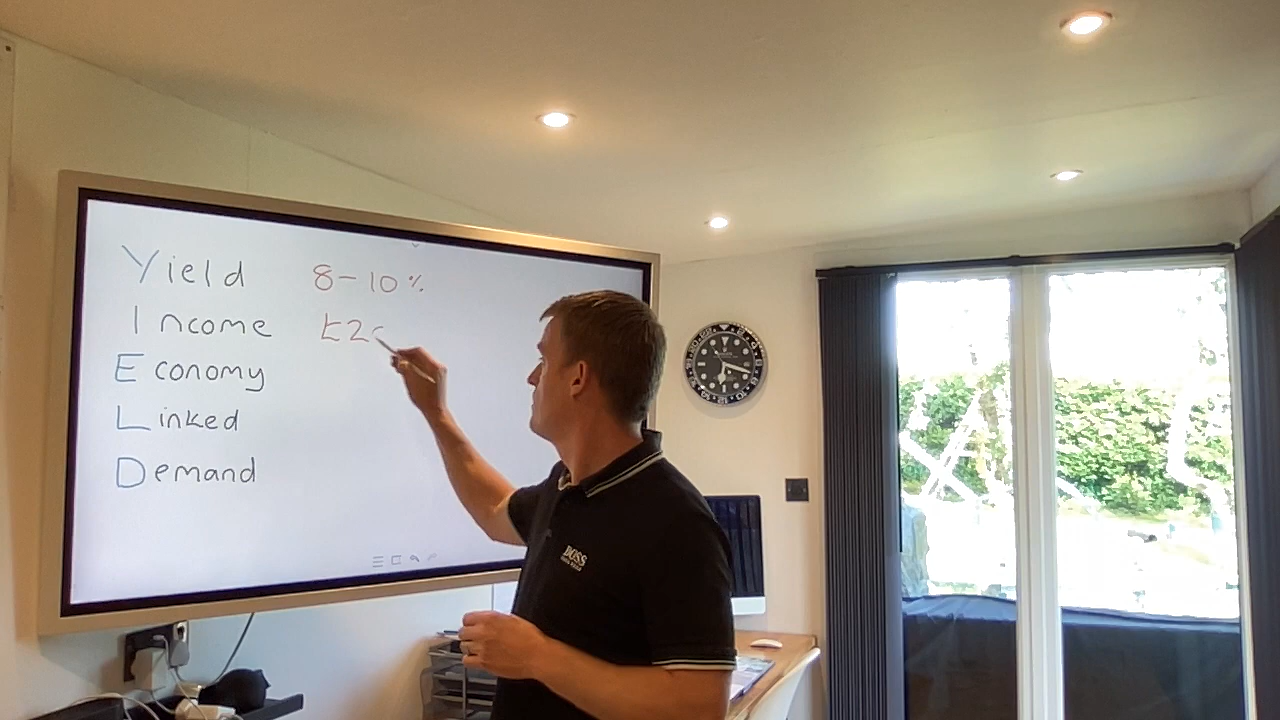 Yield 8-10%
Income £2
Economy
Linked
Demand
BOSS